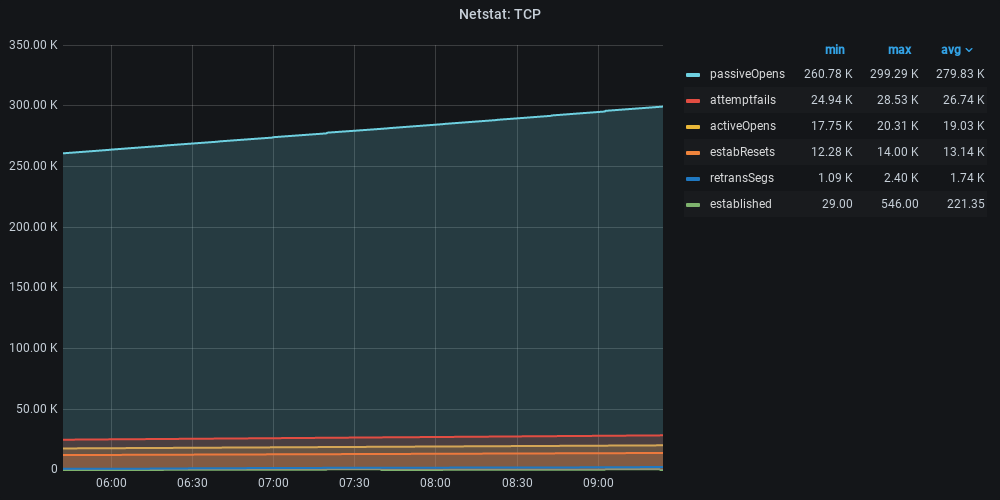 Netstat: TCP
350.00 K
300.00 K
250.00 K
200.00 K
150.00 K
100.00 K
50.00 K
0
06:00 06:30 07:00 07:30 08:00 08:30 09:00
min max avg
passiveOpens 260.78 K 299.29 K 279.83 K
attemptfails 24.94 K 28.53 K 26.74 K
activeOpens 17.75 K 20.31 K 19.03 K
estabResets 12.28 K 14.00 K 13.14 K
retransSegs 1.09 K 2.40 K 1.74 K
established 29.00 546.00 221.35